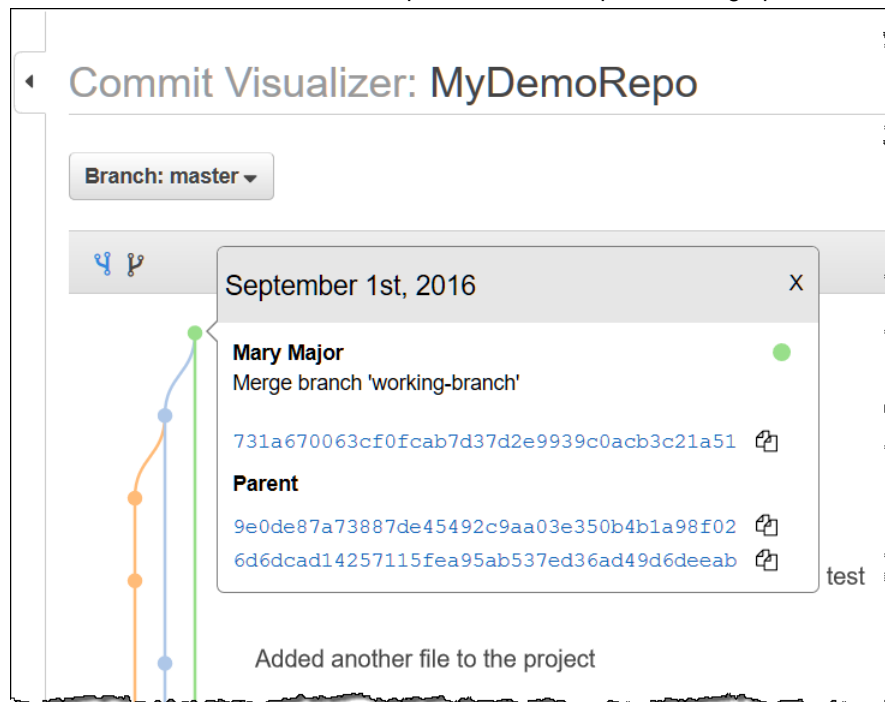 Commit Visualizer: MyDemoRepo
Branch: master
September 1st, 2016 X
Mary Major
Merge branch 'working-branch'
731a670063cf0fcab7d37d2e9939c0acb3c21a51
Parent
9e0de87a73887de45492c9aa03e350b4b1a98f02
6d6dcad14257115fea95ab537ed36ad49d6deeab
test
Added another file to the project